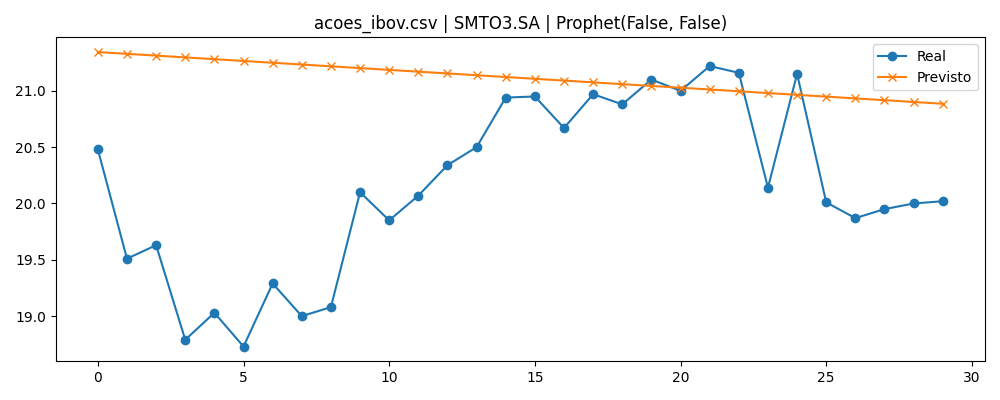 acoes_ibov.csv | SMTO3.SA | Prophet(False, False)
Real
Previsto
21.0
20.5
20.0
19.5
19.0
0 5 10 15 20 25 30